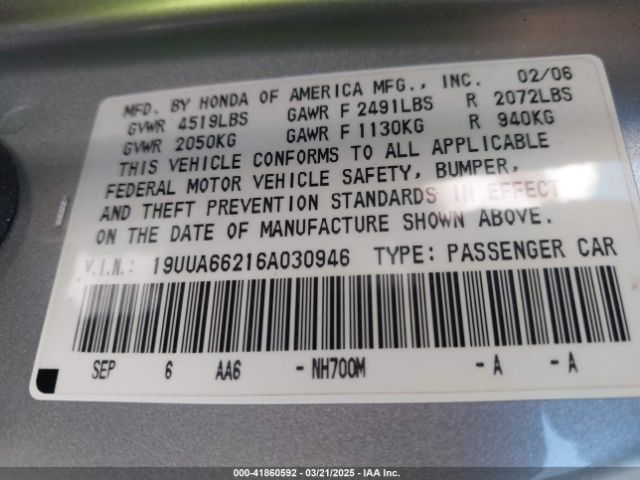 MFD. BY HONDA OF AMERICA MFG., INC. 02/06
GVWR 4519LBS GAWR F 2491LBS R 2072LBS
GVWR 2050KG GAWR F 1130KG R 940KG
THIS VEHICLE CONFORMS TO ALL APPLICABLE
FEDERAL MOTOR VEHICLE SAFETY, BUMPER,
AND THEFT PREVENTION STANDARDS IN EFFECT
ON THE DATE OF MANUFACTURE SHOWN ABOVE.
V.I.N.: 19UUA66216A030946 TYPE: PASSENGER CAR
SEP 6 AA6 - NH700M - A - A
000-41860592 | 03/21/2025 | IAA Inc.